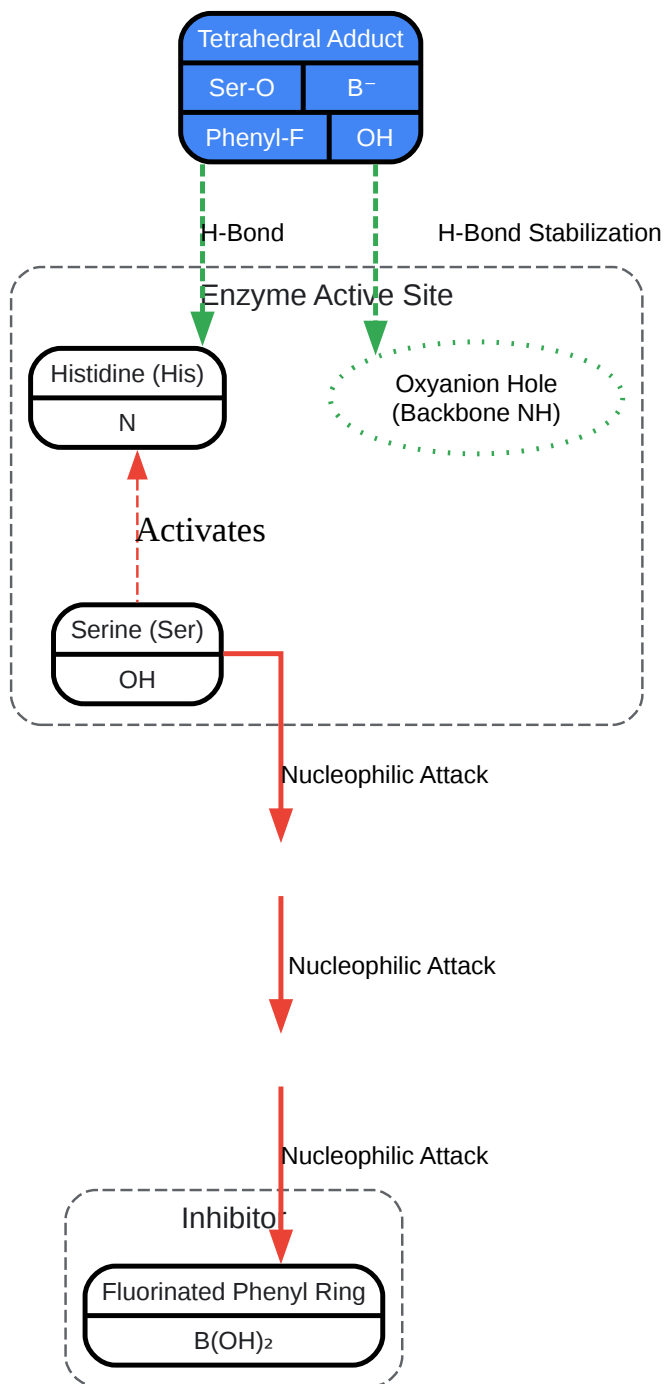 Tetrahedral Adduct
Ser-O
B⁻
Phenyl-F
OH
H-Bond
H-Bond Stabilization
Enzyme Active Site
Histidine (His)
N
Oxyanion Hole
(Backbone NH)
Activates
Serine (Ser)
OH
Nucleophilic Attack
Nucleophilic Attack
Nucleophilic Attack
Inhibitor
Fluorinated Phenyl Ring
B(OH)₂